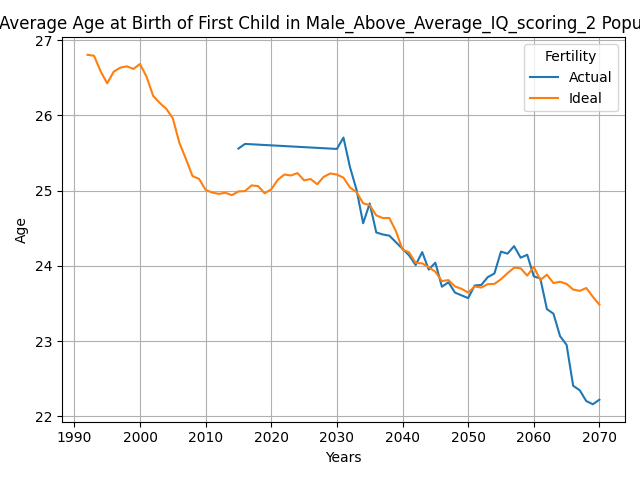 Average Age at Birth of First Child in Male_Above_Average_IQ_scoring_2 Popu
27
26
25
24
23
22
Age
Fertility
Actual
Ideal
1990 2000 2010 2020 2030 2040 2050 2060 2070
Years